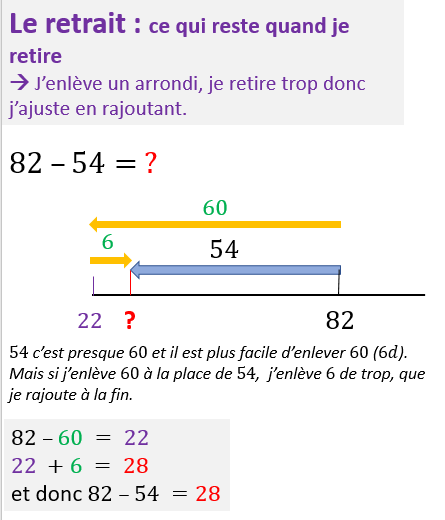 Le retrait : ce qui reste quand je
retire
→ J’enlève un arrondi, je retire trop donc
j’ajuste en rajoutant.
82 – 54 = ?
60
6
54
22 ? 82
54 c’est presque 60 et il est plus facile d’enlever 60 (6d).
Mais si j’enlève 60 à la place de 54, j’enlève 6 de trop, que
je rajoute à la fin.
82 – 60 = 22
22 + 6 = 28
et donc 82 – 54 = 28